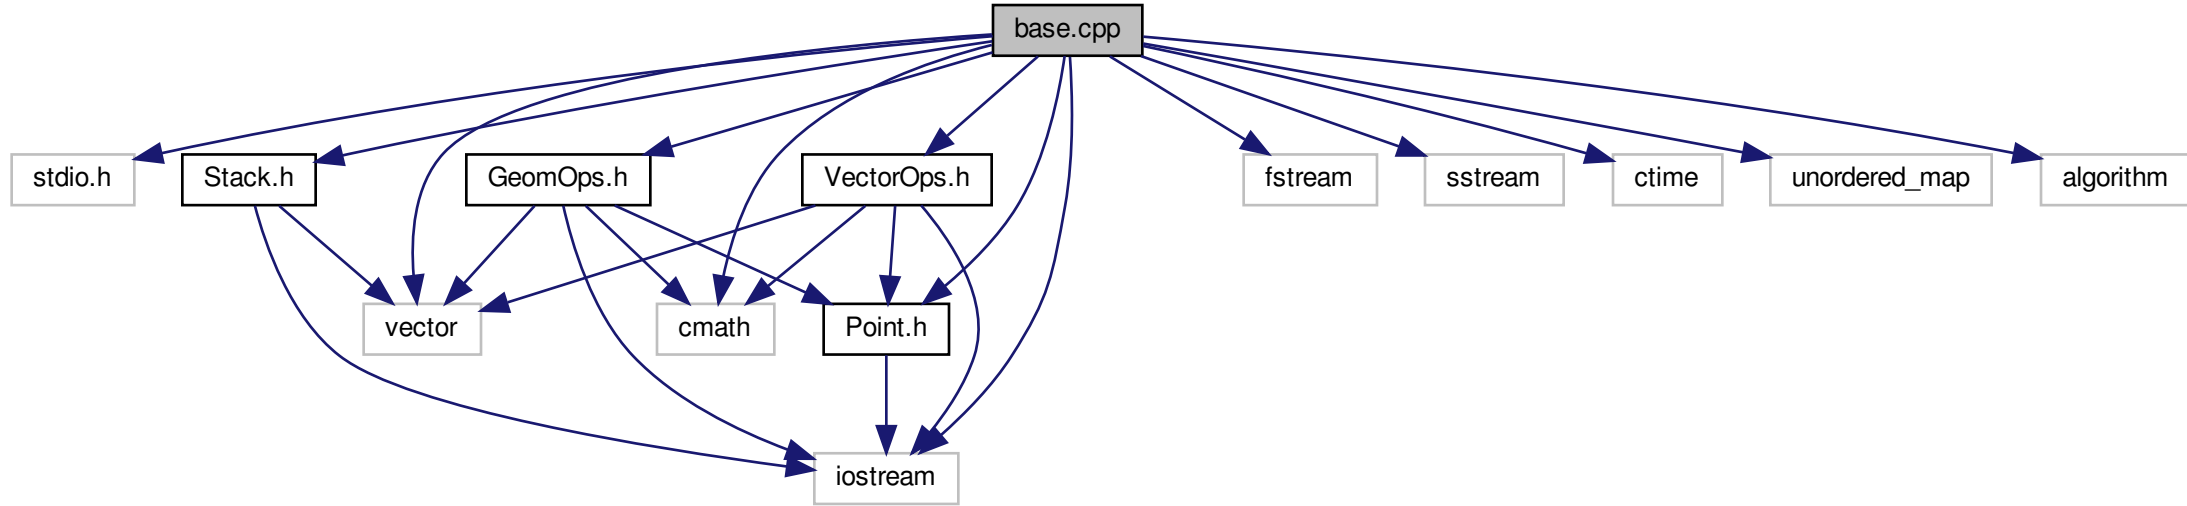 base.cpp
stdio.h
Stack.h
GeomOps.h
VectorOps.h
fstream
sstream
ctime
unordered_map
algorithm
vector
cmath
Point.h
iostream